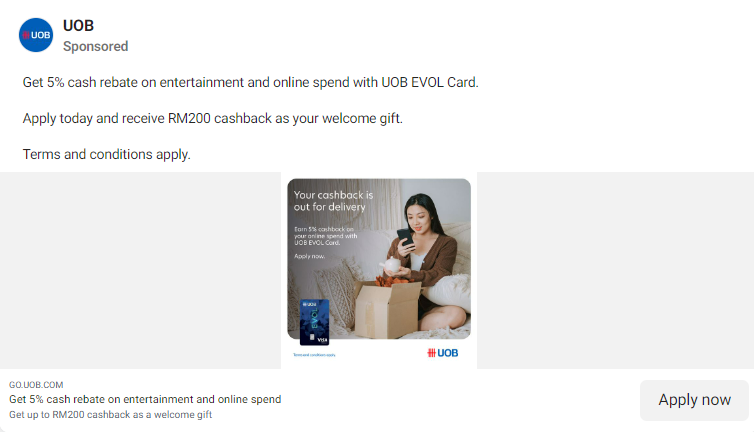 UOB
UOB
Sponsored
Get 5% cash rebate on entertainment and online spend with UOB EVOL Card.
Apply today and receive RM200 cashback as your welcome gift.
Terms and conditions apply.
Your cashback is
out for delivery
Earn 5% cashback on
your online spend with
UOB EVOL Card.
Apply now.
UOB
EVOL
VISA
Terms and conditions apply.
UOB
GO.UOB.COM
Get 5% cash rebate on entertainment and online spend
Get up to RM200 cashback as a welcome gift
Apply now